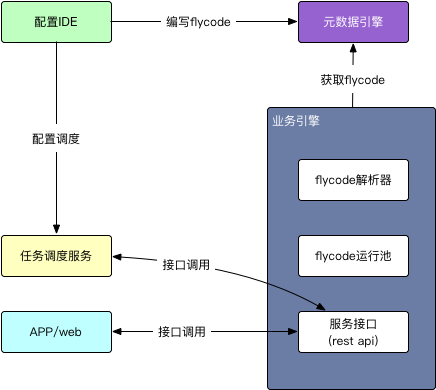 配置IDE
编写flycode
元数据引擎
获取flycode
业务引擎
配置调度
flycode解析器
任务调度服务
接口调用
flycode运行池
APP/web
接口调用
服务接口
(rest api)